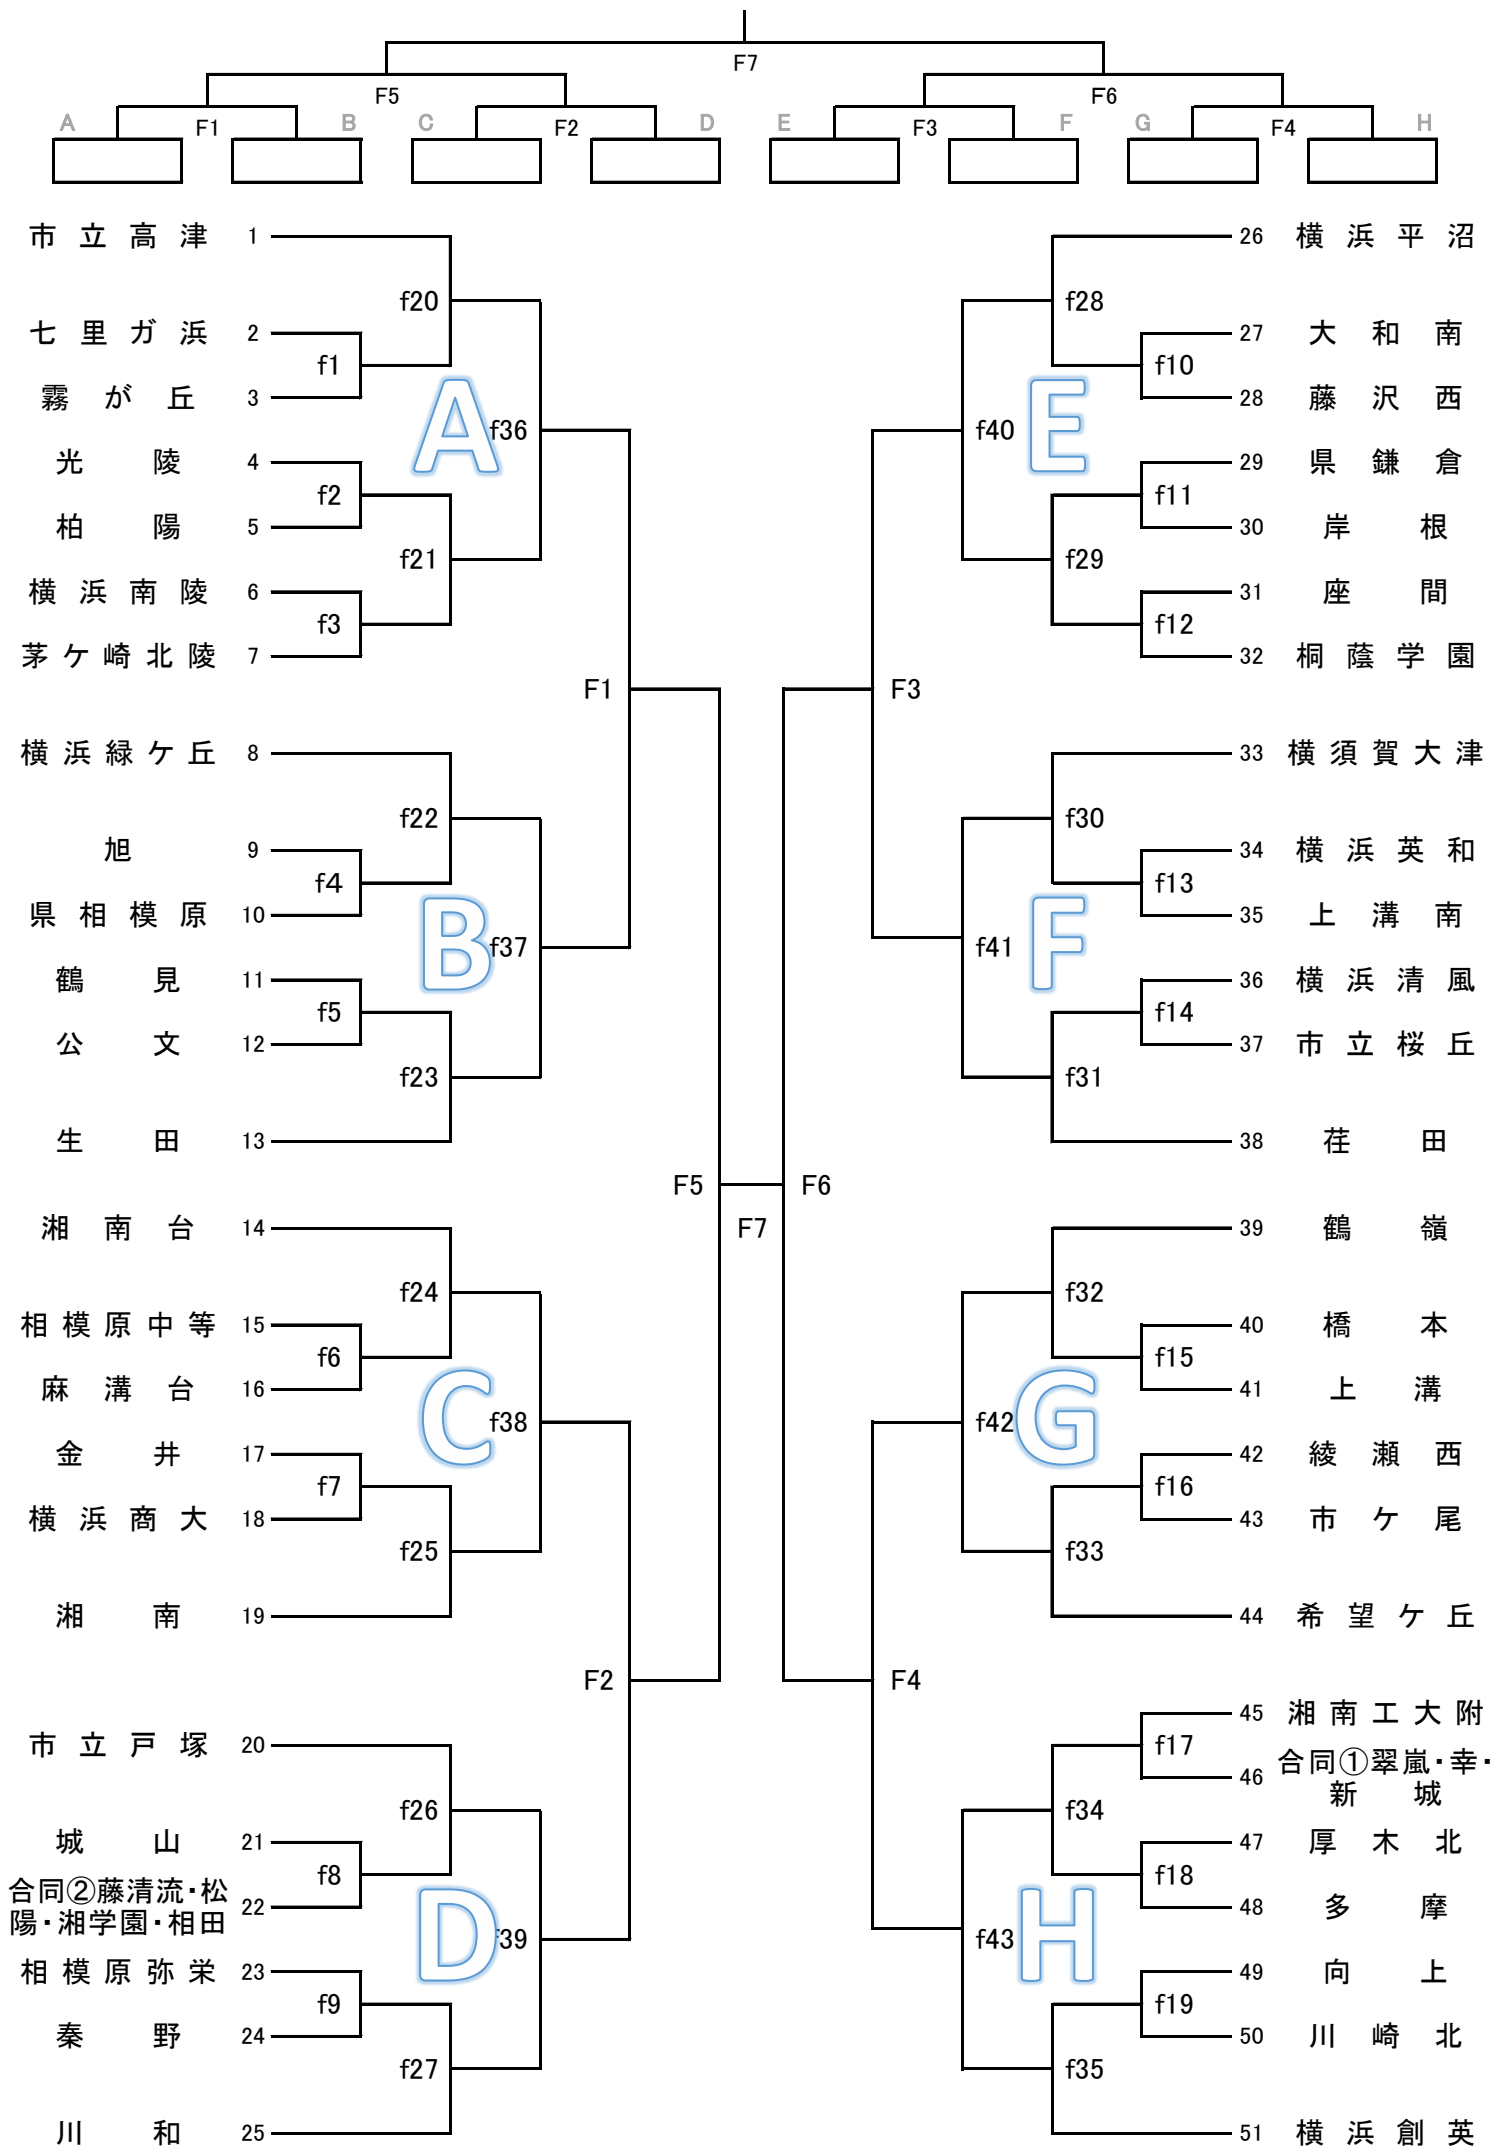 F7
F5 F6
A F1 B C F2 D E F3 F G F4 H
市立高津 1
f20
七里ガ浜 2
f1
霧が丘 3
A f36
光陵 4
f2
柏陽 5
f21
横浜南陵 6
f3
茅ケ崎北陵 7
F1
横浜緑ケ丘 8
f22
旭 9
f4
県相模原 10
B f37
鶴見 11
f5
公文 12
f23
生田 13
F5
湘南台 14
f24
相模原中等 15
f6
麻溝台 16
C f38
金井 17
f7
横浜商大 18
f25
湘南 19
F2
市立戸塚 20
f26
城山 21
f8
合同②藤清流・松
陽・湘学園・相田 22
D f39
相模原弥栄 23
f9
秦野 24
f27
川和 25
F7
26 横浜平沼
f28
27 大和南
f10
28 藤沢西
f40 E
29 県鎌倉
f11
30 岸根
f29
31 座間
f12
32 桐蔭学園
F3
33 横須賀大津
f30
34 横浜英和
f13
35 上溝南
f41 F
36 横浜清風
f14
37 市立桜丘
f31
38 荏田
F6
39 鶴嶺
f32
40 橋本
f15
41 上溝
f42 G
42 綾瀬西
f16
43 市ケ尾
f33
44 希望ケ丘
F4
45 湘南工大附
f17
46 合同①翠嵐・幸・
新城
f34
47 厚木北
f18
48 多摩
f43 H
49 向上
f19
50 川崎北
f35
51 横浜創英